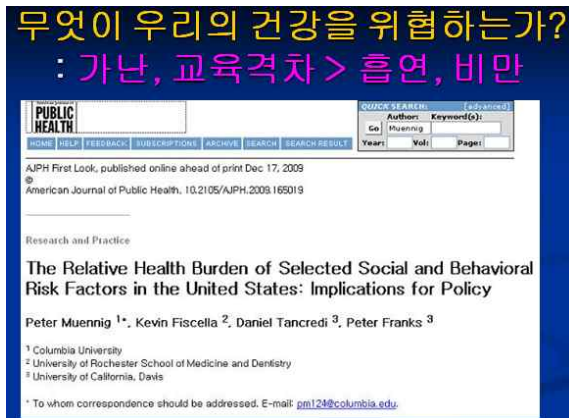 무엇이 우리의 건강을 위협하는가?
: 가난, 교육격차 > 흡연, 비만
PUBLIC
HEALTH
QUICK SEARCH: [advanced]
Author: Keyword(s):
Go Muennig
Year: Vol: Page:
HOME HELP FEEDBACK SUBSCRIPTIONS ARCHIVE SEARCH SEARCH RESULT
AJPH First Look, published online ahead of print Dec 17, 2009
©
American Journal of Public Health, 10.2105/AJPH.2009.165019
Research and Practice
The Relative Health Burden of Selected Social and Behavioral
Risk Factors in the United States: Implications for Policy
Peter Muennig 1*, Kevin Fiscella 2, Daniel Tancredi 3, Peter Franks 3
1 Columbia University
2 University of Rochester School of Medicine and Dentistry
3 University of California, Davis
* To whom correspondence should be addressed. E-mail: pm124@columbia.edu.